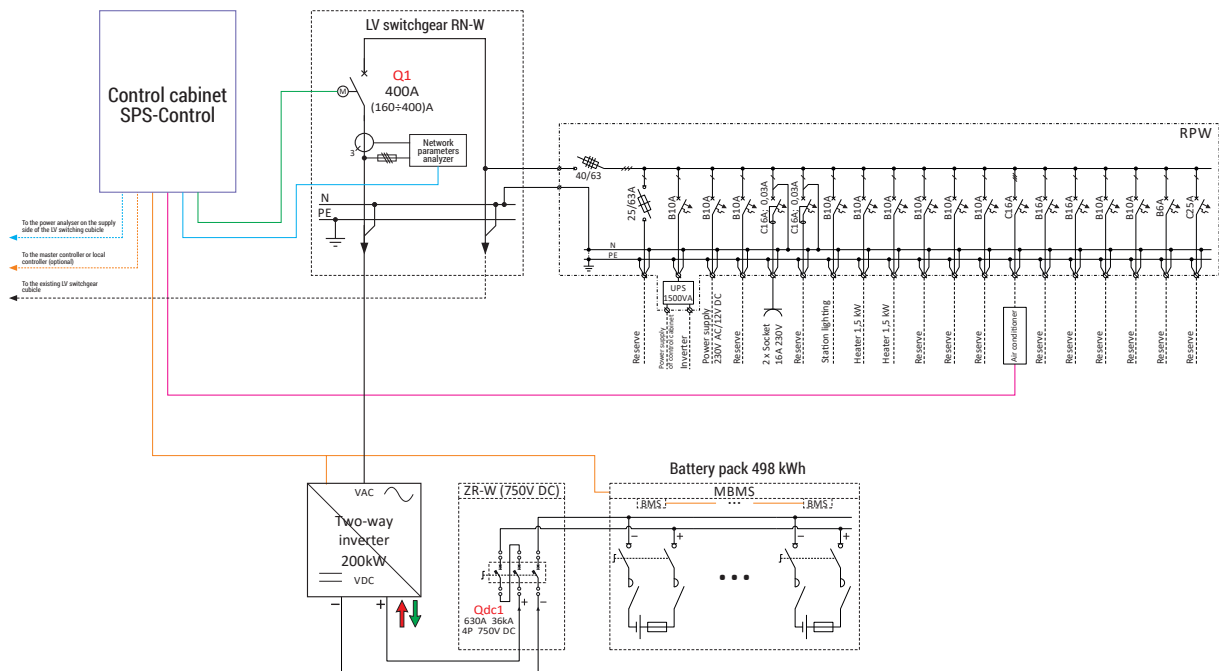 LV switchgear RN-W
Control cabinet
SPS-Control
Q1
400A
(160÷400)A
M
3
Network
parameters
analyzer
N
PE
To the power analyser on the supply
side of the LV switching cubicle
To the master controller or local
controller (optional)
To the existing LV switchgear
cubicle
RPW
40/63
25/63A
B10A
B10A
B10A
C16A; 0,03A
C16A; 0,03A
B10A
B10A
B10A
B10A
B10A
B10A
C16A
B16A
B16A
B10A
B10A
B6A
C25A
N
PE
UPS
1500VA
Reserve
Power supply
of control cabinet
Inverter
Power supply
230V AC/12V DC
Reserve
2 x Socket
16A 230V
Reserve
Station lighting
Heater 1,5 kW
Heater 1,5 kW
Reserve
Reserve
Reserve
Air conditioner
Reserve
Reserve
Reserve
Reserve
Reserve
Reserve
VAC
Two-way
inverter
200kW
VDC
−
+
ZR-W (750V DC)
Qdc1
630A 36kA
4P 750V DC
+
−
Battery pack 498 kWh
MBMS
BMS
...
BMS
−
+
−
+